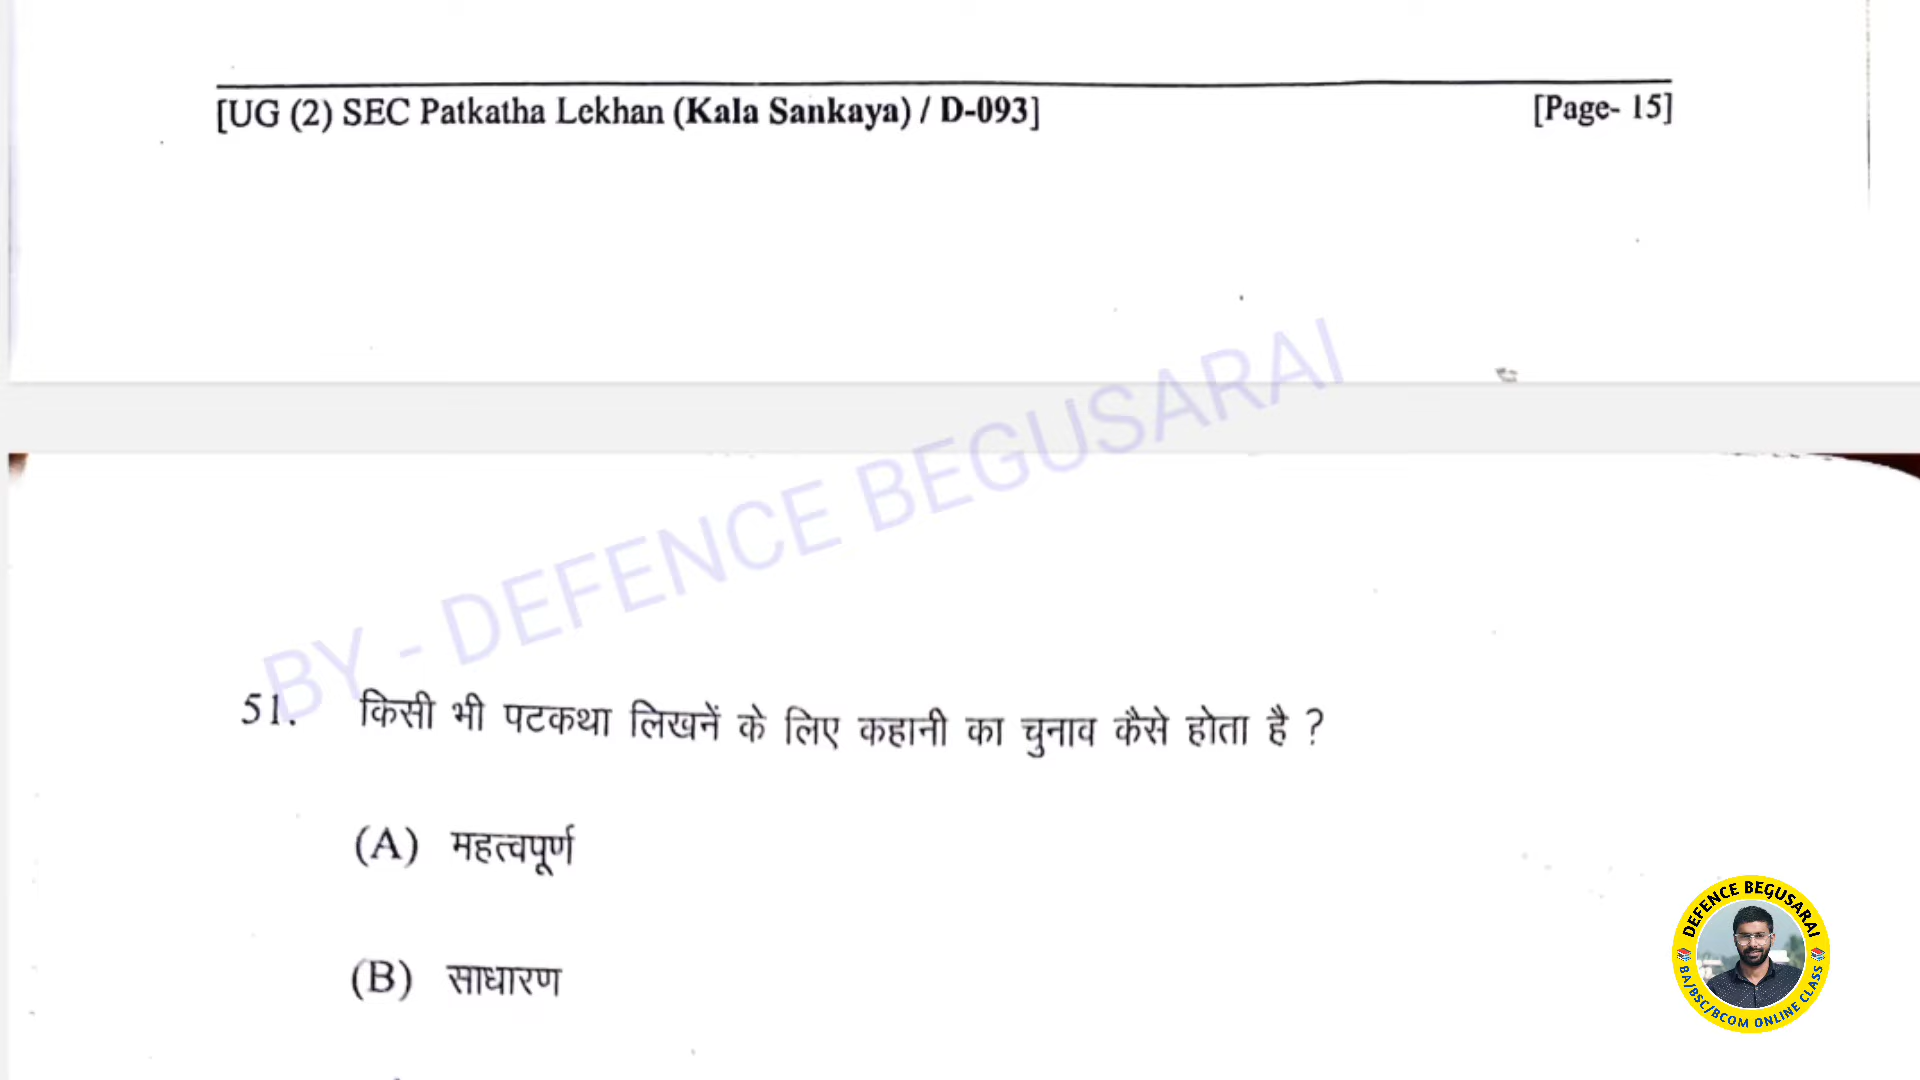 [UG (2) SEC Patkatha Lekhan (Kala Sankaya) / D-093]
[Page- 15]
BY - DEFENCE BEGUSARAI
51. किसी भी पटकथा लिखनें के लिए कहानी का चुनाव कैसे होता है ?
(A) महत्वपूर्ण
(B) साधारण
DEFENCE BEGUSARAI
BA/BSC/BCOM ONLINE CLASS